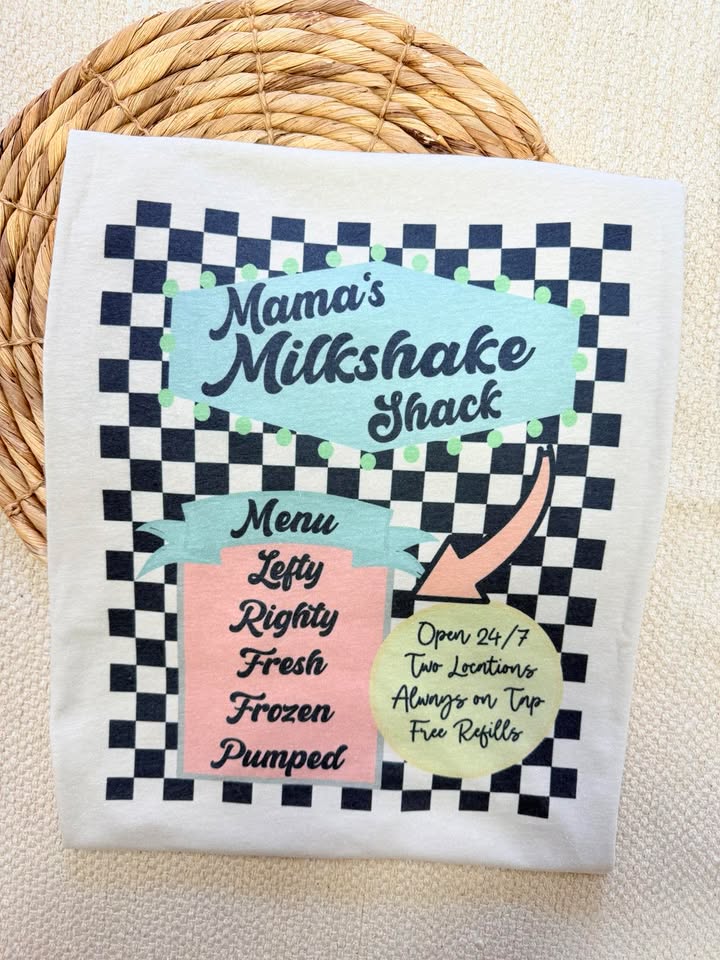 Mama's
Milkshake
Shack
Menu
Lefty
Righty
Fresh
Frozen
Pumped
Open 24/7
Two Locations
Always on Tap
Free Refills